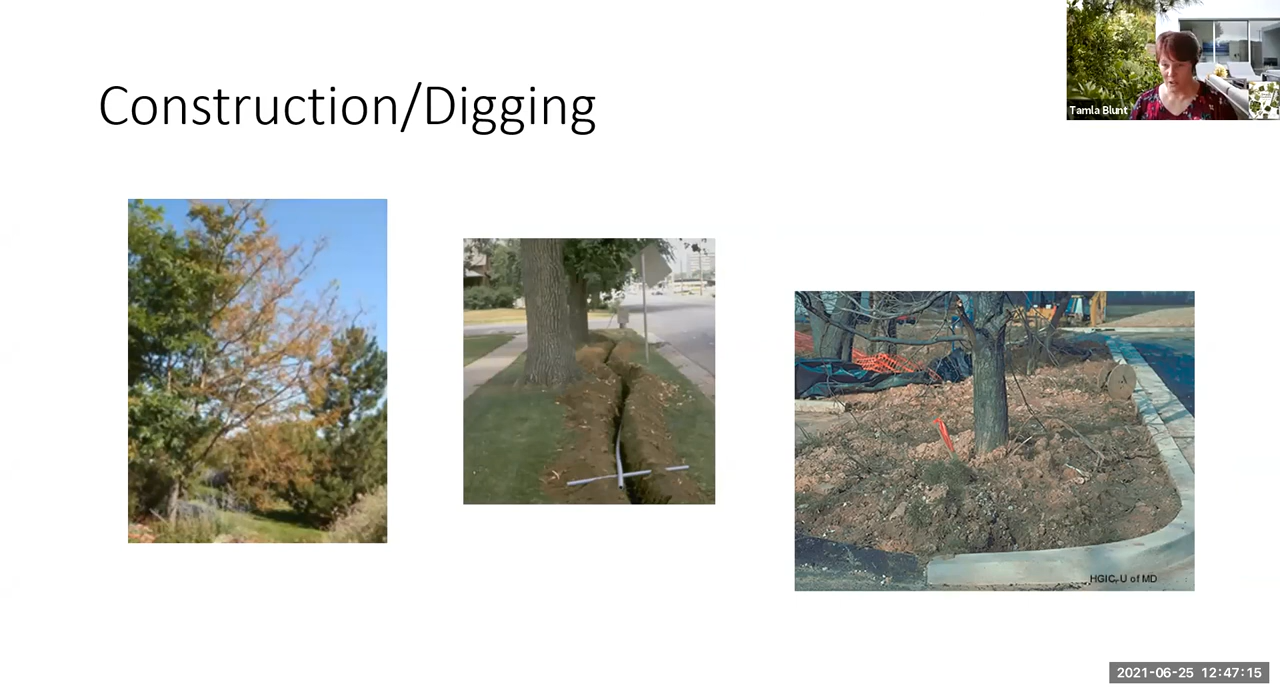 Construction/Digging
Tamla Blunt
HGIC, U of MD
2021-06-25 12:47:15